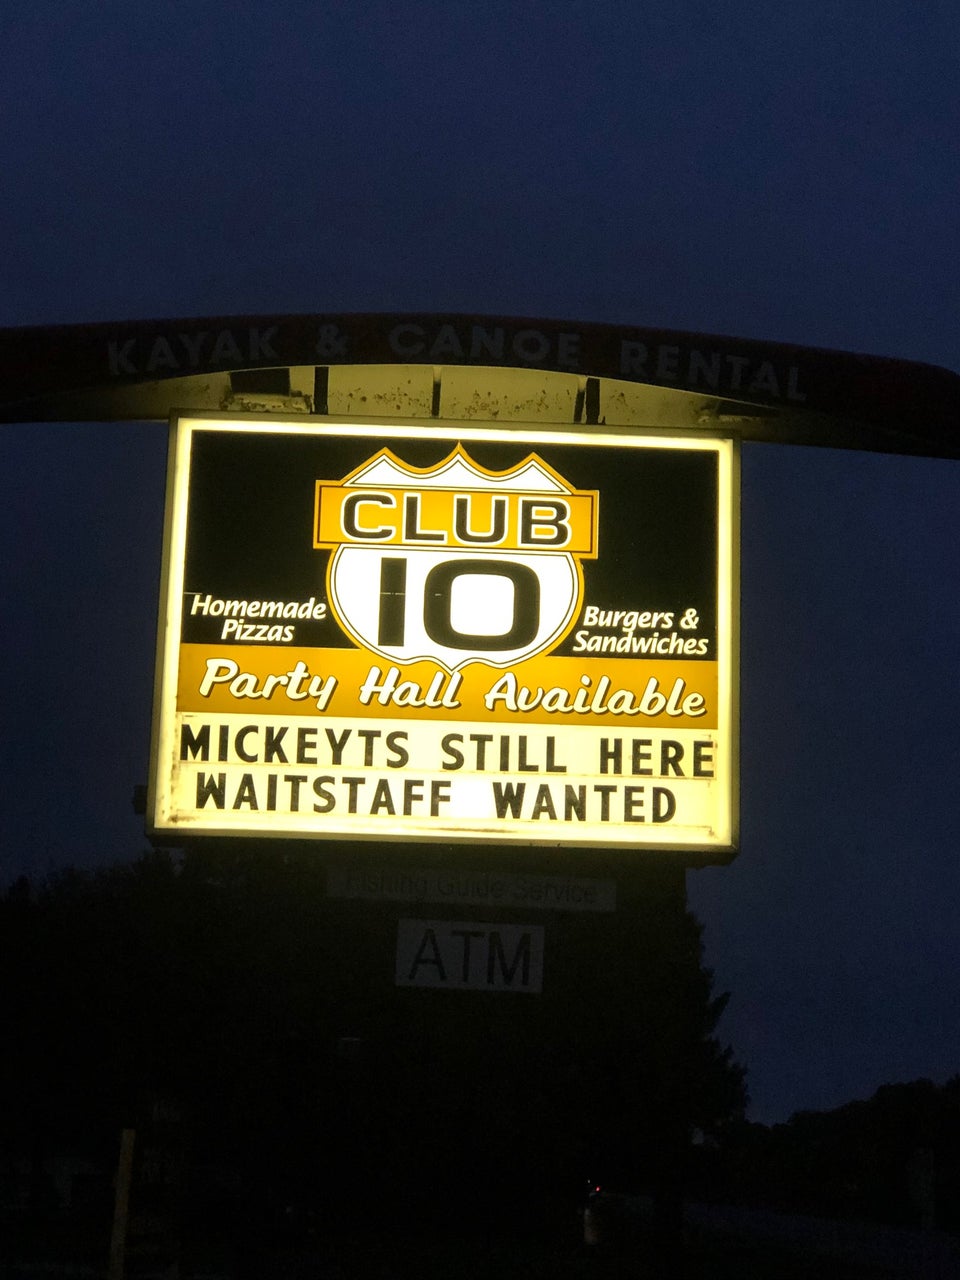 KAYAK & CANOE RENTAL
CLUB
10
Homemade
Pizzas
Burgers &
Sandwiches
Party Hall Available
MICKEYTS STILL HERE
WAITSTAFF WANTED
Fishing Guide Service
ATM